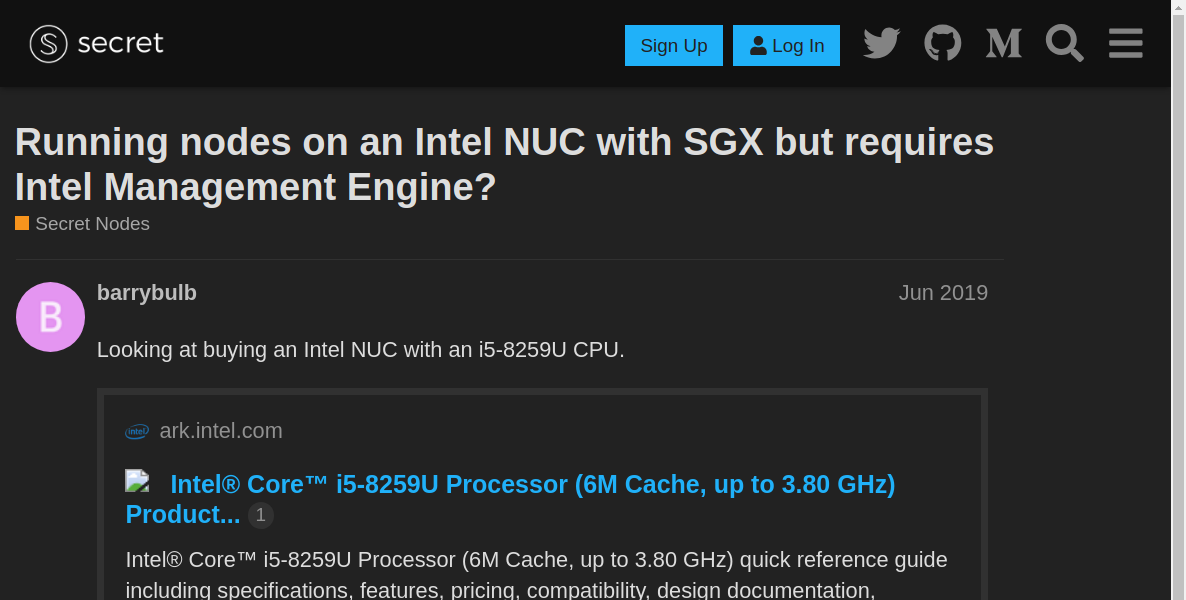 secret
Sign Up
Log In
Running nodes on an Intel NUC with SGX but requires
Intel Management Engine?
Secret Nodes
B
barrybulb
Jun 2019
Looking at buying an Intel NUC with an i5-8259U CPU.
intel
ark.intel.com
Intel® Core™ i5-8259U Processor (6M Cache, up to 3.80 GHz)
Product... 1
Intel® Core™ i5-8259U Processor (6M Cache, up to 3.80 GHz) quick reference guide
including specifications, features, pricing, compatibility, design documentation,